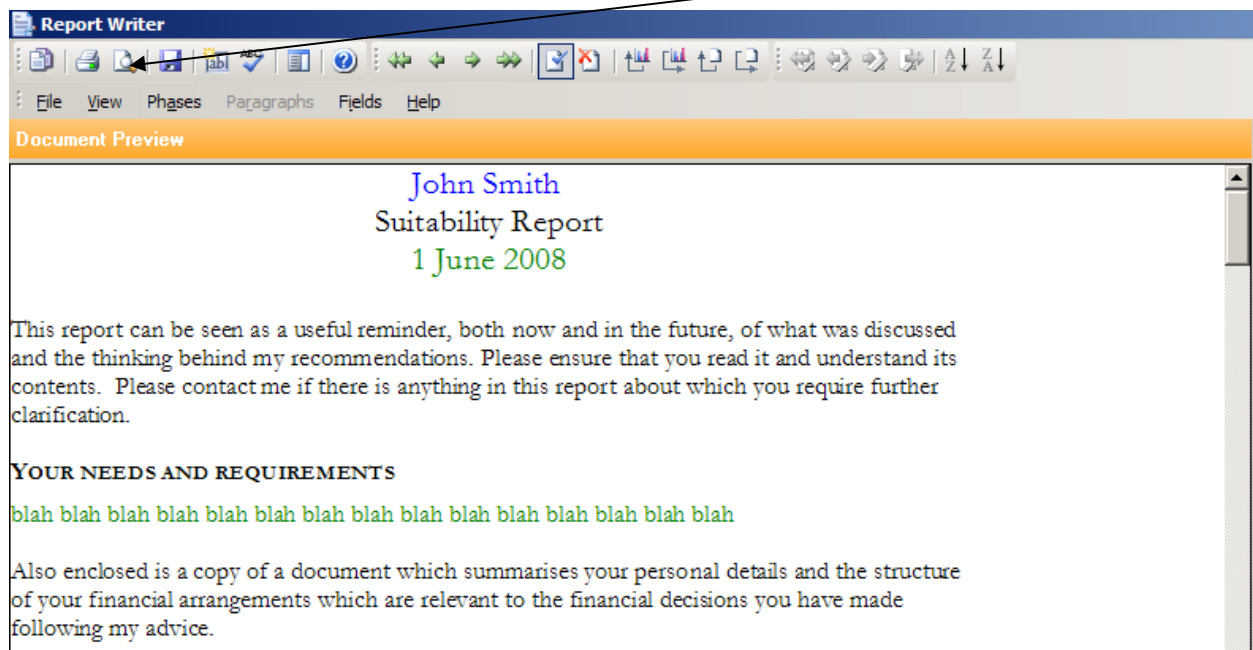 Report Writer
abl ABC ? A Z Z A
File View Phases Paragraphs Fields Help
Document Preview
John Smith
Suitability Report
1 June 2008
This report can be seen as a useful reminder, both now and in the future, of what was discussed
and the thinking behind my recommendations. Please ensure that you read it and understand its
contents.  Please contact me if there is anything in this report about which you require further
clarification.
YOUR NEEDS AND REQUIREMENTS
blah blah blah blah blah blah blah blah blah blah blah blah blah blah blah
Also enclosed is a copy of a document which summarises your personal details and the structure
of your financial arrangements which are relevant to the financial decisions you have made
following my advice.